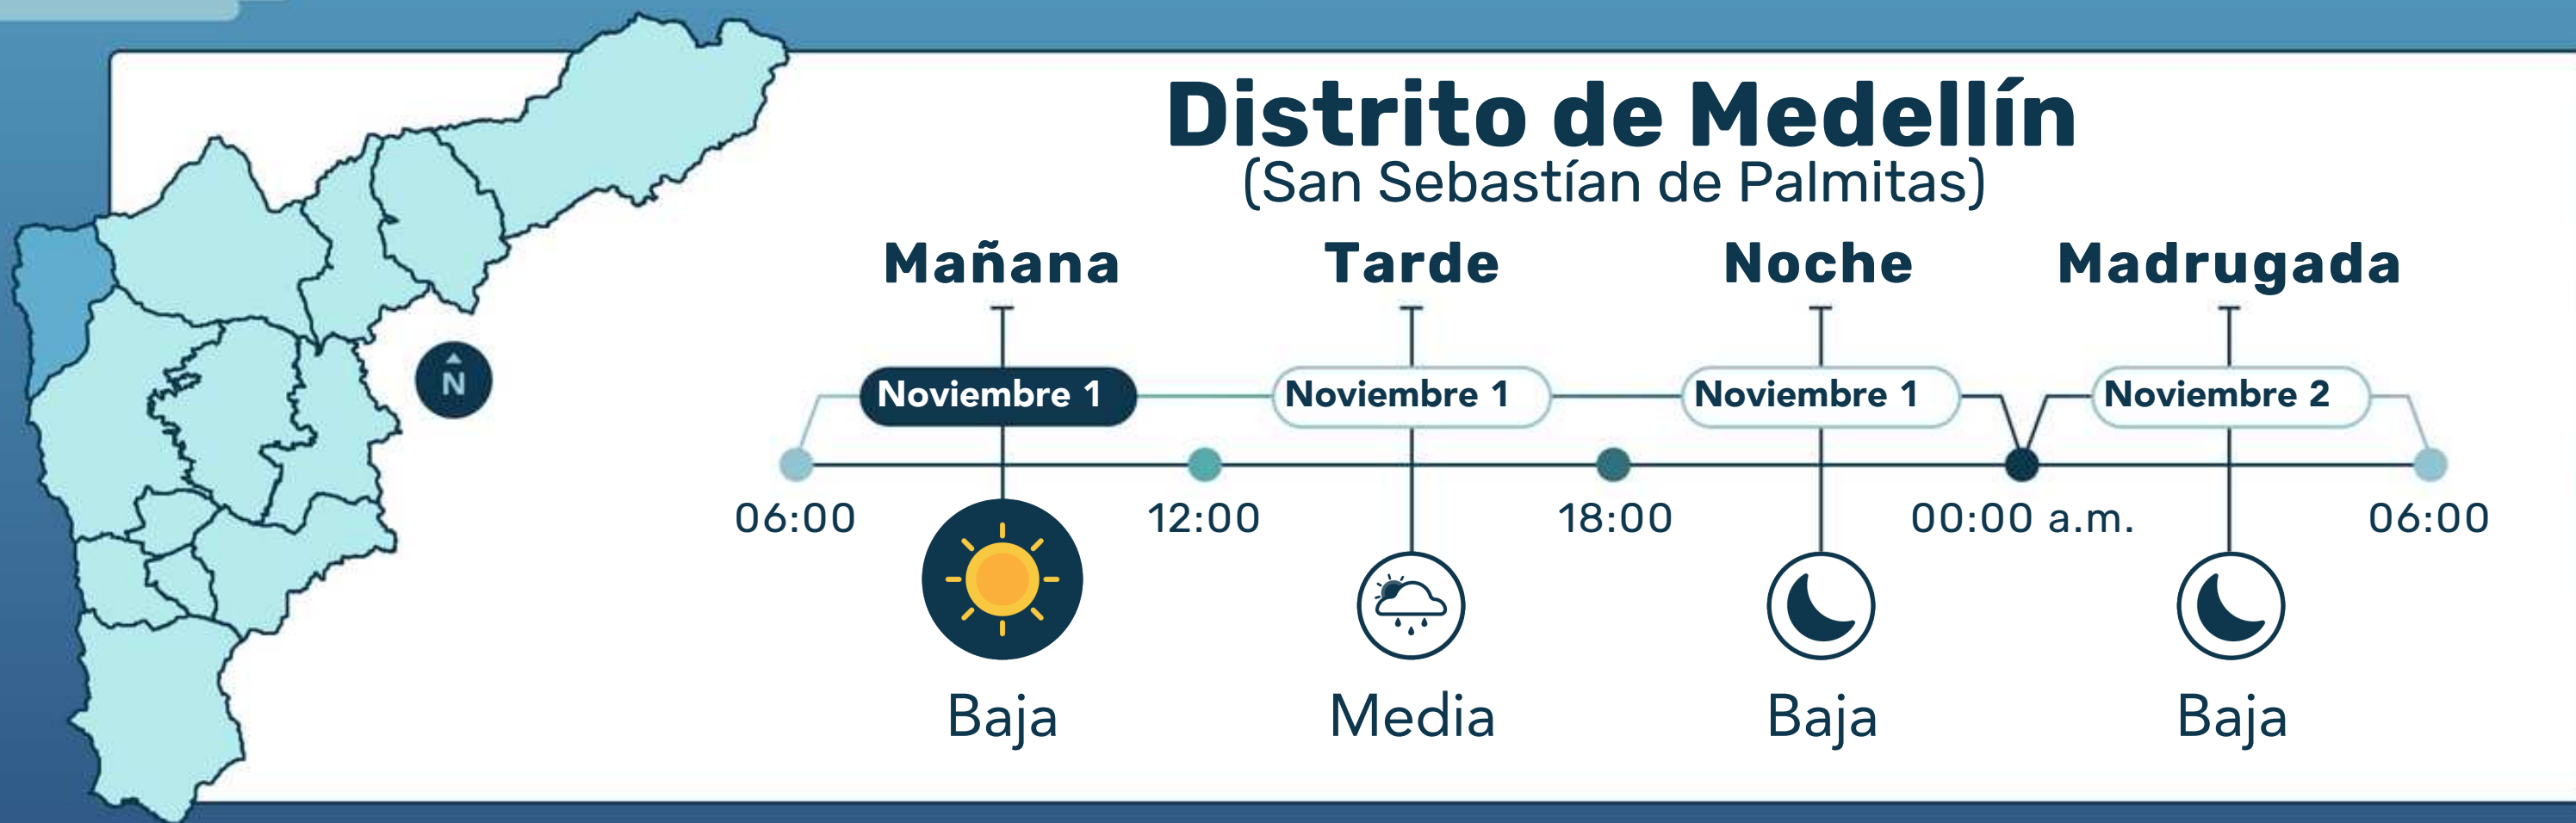 Distrito de Medellín
(San Sebastían de Palmitas)
Mañana Tarde Noche Madrugada
Noviembre 1 Noviembre 1 Noviembre 1 Noviembre 2
N
06:00 12:00 18:00 00:00 a.m. 06:00
Baja Media Baja Baja